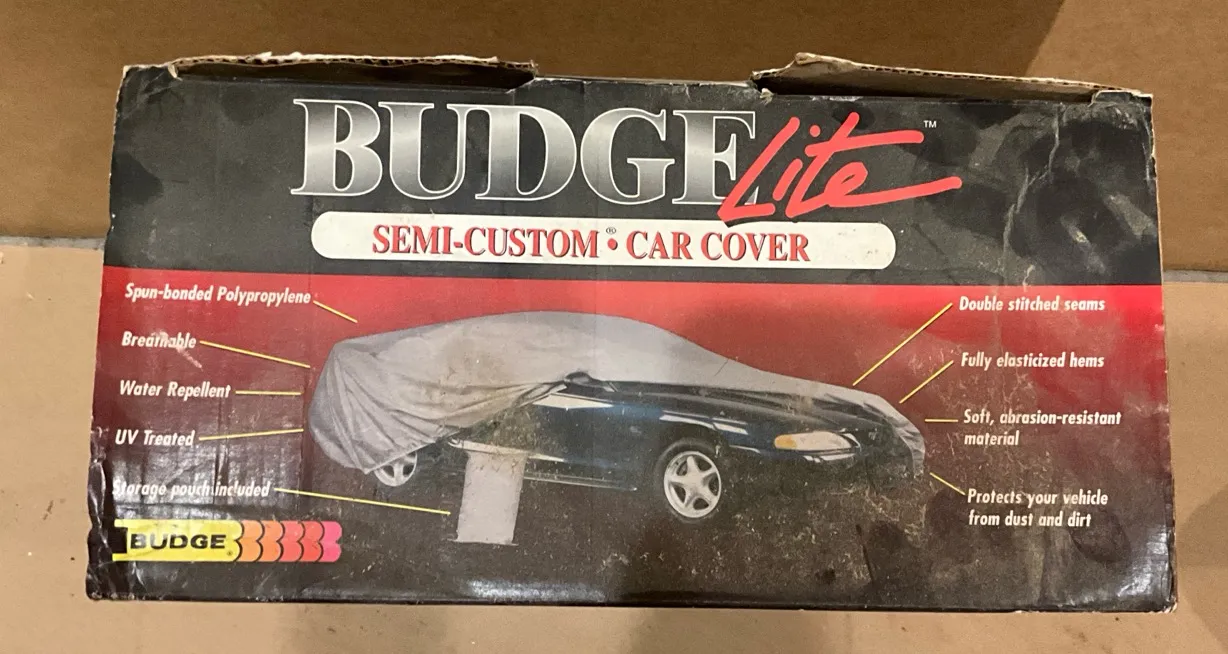 BUDGE Lite™
SEMI-CUSTOM® • CAR COVER
Spun-bonded Polypropylene
Breathable
Water Repellent
UV Treated
Storage pouch included
Double stitched seams
Fully elasticized hems
Soft, abrasion-resistant
material
Protects your vehicle
from dust and dirt
BUDGE®